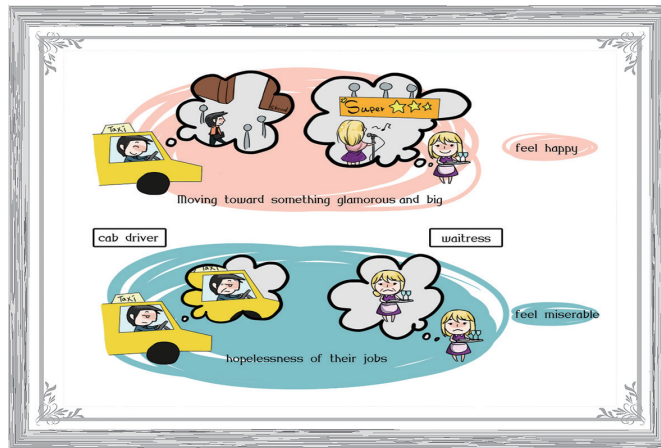 Taxi
Super
feel happy
Moving toward something glamorous and big
cab driver
waitress
Taxi
Taxi
feel miserable
hopelessness of their jobs